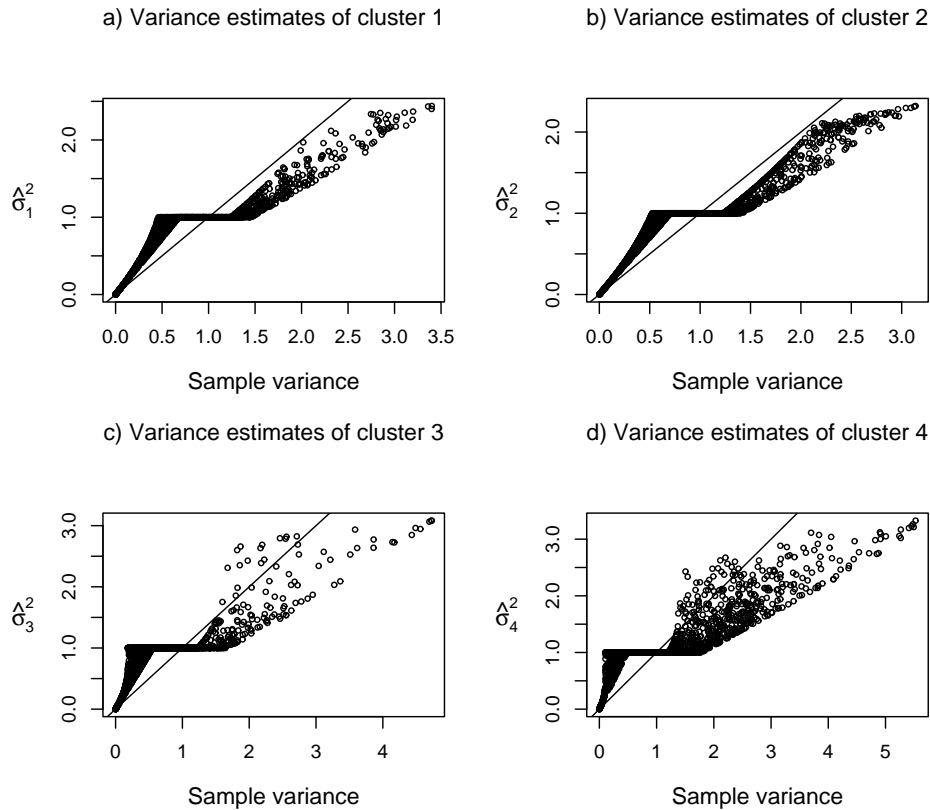 a) Variance estimates of cluster 1
σ̂₁²
0.0 1.0 2.0
0.0 0.5 1.0 1.5 2.0 2.5 3.0 3.5
Sample variance
b) Variance estimates of cluster 2
σ̂₂²
0.0 1.0 2.0
0.0 0.5 1.0 1.5 2.0 2.5 3.0
Sample variance
c) Variance estimates of cluster 3
σ̂₃²
0.0 1.0 2.0 3.0
0 1 2 3 4
Sample variance
d) Variance estimates of cluster 4
σ̂₄²
0.0 1.0 2.0 3.0
0 1 2 3 4 5
Sample variance